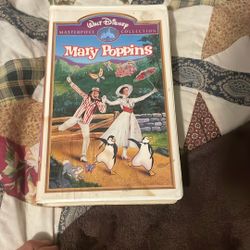 Walt Disney
MASTERPIECE COLLECTION
Mary Poppins